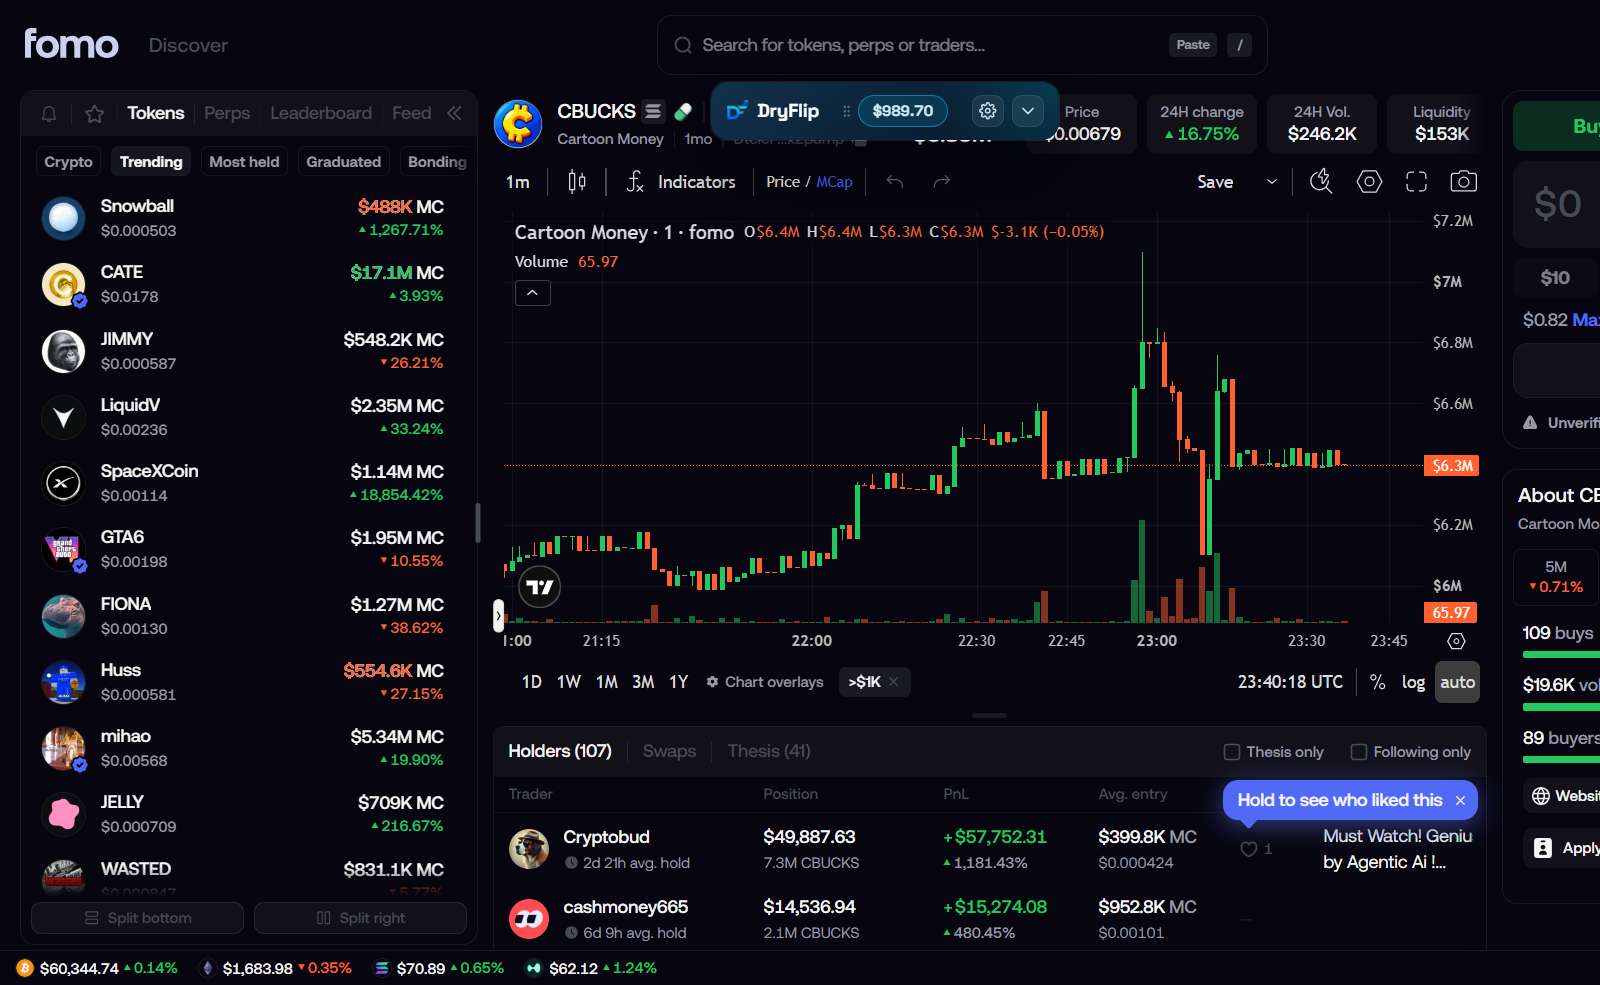 fomo
Discover
Search for tokens, perps or traders...
Paste
/
Tokens
Perps
Leaderboard
Feed
Crypto
Trending
Most held
Graduated
Bonding
Snowball
$488K MC
$0.000503
1,267.71%
CATE
$17.1M MC
$0.0178
3.93%
JIMMY
$548.2K MC
$0.000587
26.21%
LiquidV
$2.35M MC
$0.00236
33.24%
SpaceXCoin
$1.14M MC
$0.00114
18,854.42%
GTA6
$1.95M MC
$0.00198
10.55%
FIONA
$1.27M MC
$0.00130
38.62%
Huss
$554.6K MC
$0.000581
27.15%
mihao
$5.34M MC
$0.00568
19.90%
JELLY
$709K MC
$0.000709
216.67%
WASTED
$831.1K MC
$0.000847
5.77%
Split bottom
Split right
CBUCKS
Cartoon Money
1mo
DryFlip
$989.70
Price
$0.00679
24H change
16.75%
24H Vol.
$246.2K
Liquidity
$153K
1m
Indicators
Price / MCap
Save
Cartoon Money · 1 · fomo O$6.4M H$6.4M L$6.3M C$6.3M $-3.1K (−0.05%)
Volume 65.97
$7.2M
$7M
$6.8M
$6.6M
$6.3M
$6.2M
$6M
65.97
1:00
21:15
22:00
22:30
22:45
23:00
23:30
23:45
1D
1W
1M
3M
1Y
Chart overlays
>$1K
23:40:18 UTC
%
log
auto
Holders (107)
Swaps
Thesis (41)
Thesis only
Following only
Trader
Position
PnL
Avg. entry
Hold to see who liked this
Cryptobud
2d 21h avg. hold
$49,887.63
7.3M CBUCKS
+$57,752.31
1,181.43%
$399.8K MC
$0.000424
1
Must Watch! Geniu
by Agentic Ai !...
cashmoney665
6d 9h avg. hold
$14,536.94
2.1M CBUCKS
+$15,274.08
480.45%
$952.8K MC
$0.00101
Buy
$0
$10
$0.82 Max
Unverifi
About CB
Cartoon Mo
5M
0.71%
109 buys
$19.6K vol
89 buyers
Websit
Apply
$60,344.74 0.14%
$1,683.98 0.35%
$70.89 0.65%
$62.12 1.24%